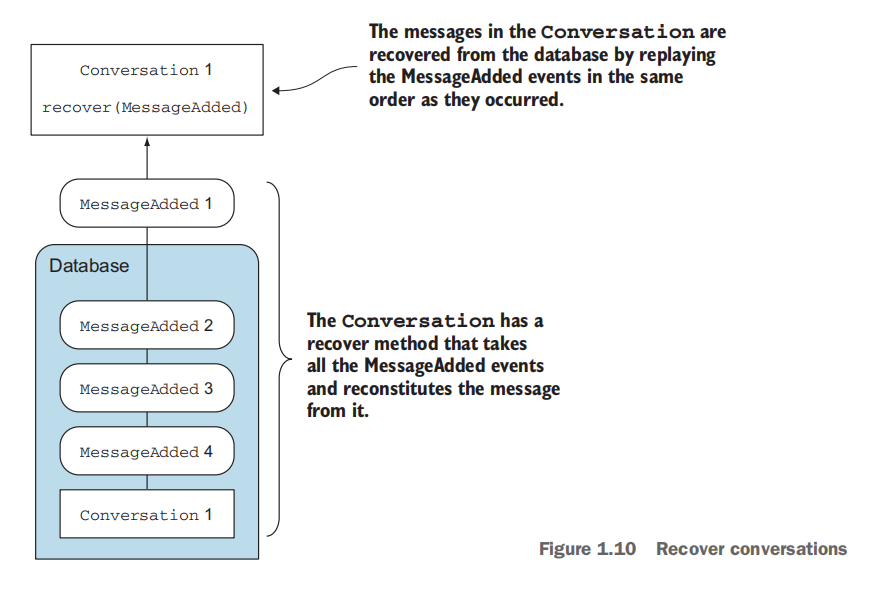 The messages in the Conversation are
recovered from the database by replaying
the MessageAdded events in the same
order as they occurred.
Conversation 1
recover(MessageAdded)
MessageAdded 1
Database
MessageAdded 2
MessageAdded 3
MessageAdded 4
Conversation 1
The Conversation has a
recover method that takes
all the MessageAdded events
and reconstitutes the message
from it.
Figure 1.10 Recover conversations